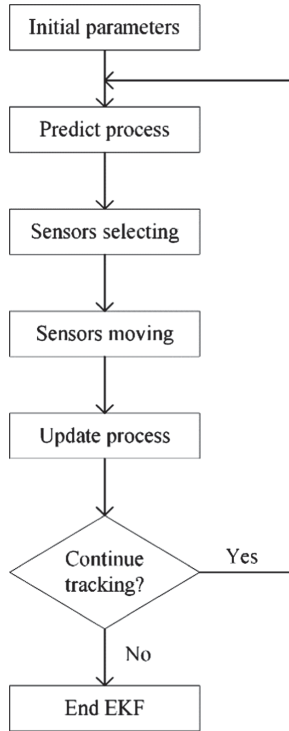 Initial parameters
Predict process
Sensors selecting
Sensors moving
Update process
Continue
tracking?
Yes
No
End EKF